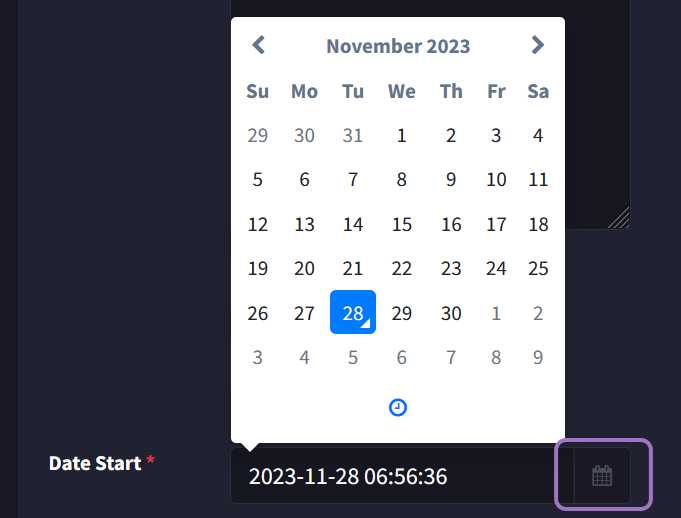 November 2023
Su Mo Tu We Th Fr Sa
29 30 31 1 2 3 4
5 6 7 8 9 10 11
12 13 14 15 16 17 18
19 20 21 22 23 24 25
26 27 28 29 30 1 2
3 4 5 6 7 8 9
Date Start *
2023-11-28 06:56:36